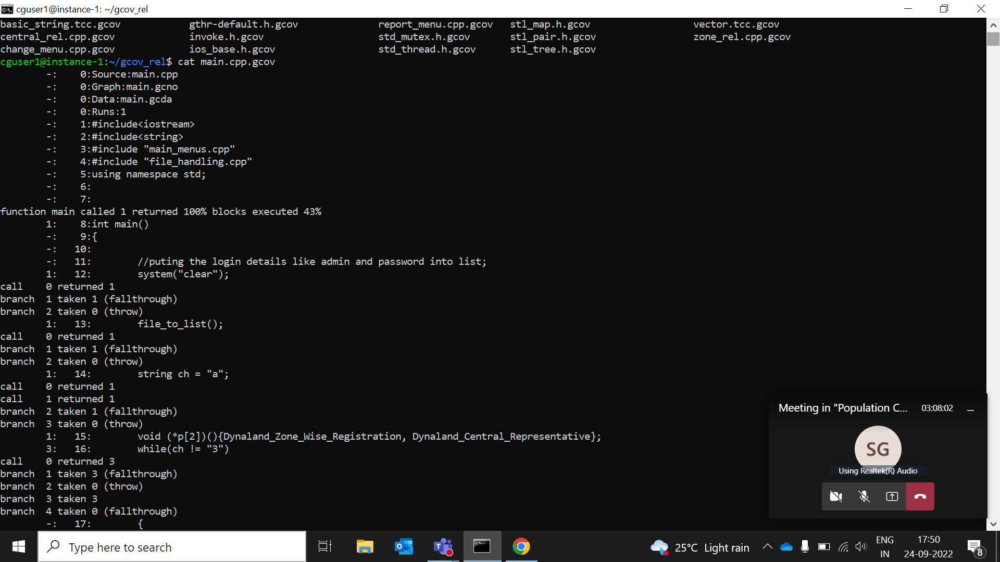 cguser1@instance-1: ~/gcov_rel
basic_string.tcc.gcov gthr-default.h.gcov report_menu.cpp.gcov stl_map.h.gcov vector.tcc.gcov
central_rel.cpp.gcov invoke.h.gcov std_mutex.h.gcov stl_pair.h.gcov zone_rel.cpp.gcov
change_menu.cpp.gcov ios_base.h.gcov std_thread.h.gcov stl_tree.h.gcov
cguser1@instance-1:~/gcov_rel$ cat main.cpp.gcov
-: 0:Source:main.cpp
-: 0:Graph:main.gcno
-: 0:Data:main.gcda
-: 0:Runs:1
-: 1:#include<iostream>
-: 2:#include<string>
-: 3:#include "main_menus.cpp"
-: 4:#include "file_handling.cpp"
-: 5:using namespace std;
-: 6:
-: 7:
function main called 1 returned 100% blocks executed 43%
1: 8:int main()
-: 9:{
-: 10:
-: 11: //puting the login details like admin and password into list;
1: 12: system("clear");
call 0 returned 1
branch 1 taken 1 (fallthrough)
branch 2 taken 0 (throw)
1: 13: file_to_list();
call 0 returned 1
branch 1 taken 1 (fallthrough)
branch 2 taken 0 (throw)
1: 14: string ch = "a";
call 0 returned 1
call 1 returned 1
branch 2 taken 1 (fallthrough)
branch 3 taken 0 (throw)
1: 15: void (*p[2])(){Dynaland_Zone_Wise_Registration, Dynaland_Central_Representative};
3: 16: while(ch != "3")
call 0 returned 3
branch 1 taken 3 (fallthrough)
branch 2 taken 0 (throw)
branch 3 taken 3
branch 4 taken 0 (fallthrough)
-: 17: {
Meeting in "Population C... 03:08:02
SG
Using Realtek(R) Audio
Type here to search
25°C Light rain
ENG
IN
17:50
24-09-2022
8